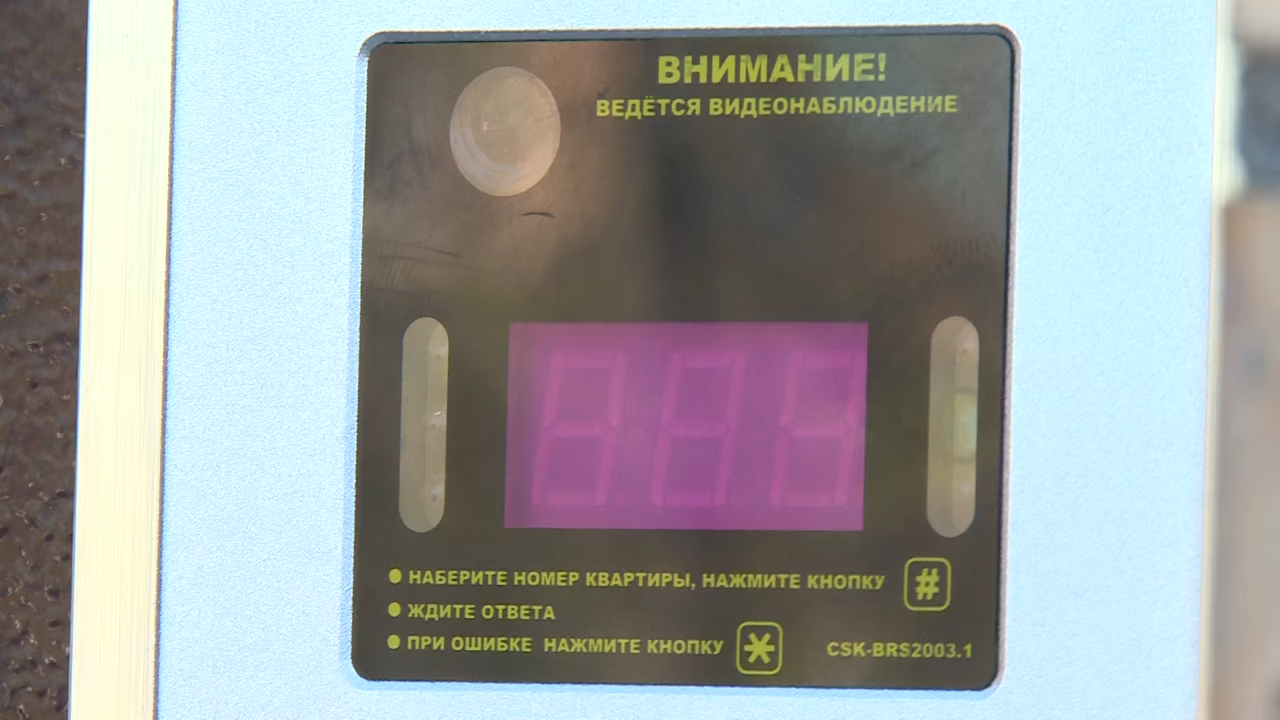 ВНИМАНИЕ!
ВЕДЁТСЯ ВИДЕОНАБЛЮДЕНИЕ
● НАБЕРИТЕ НОМЕР КВАРТИРЫ, НАЖМИТЕ КНОПКУ #
● ЖДИТЕ ОТВЕТА
● ПРИ ОШИБКЕ НАЖМИТЕ КНОПКУ * CSK-BRS2003.1